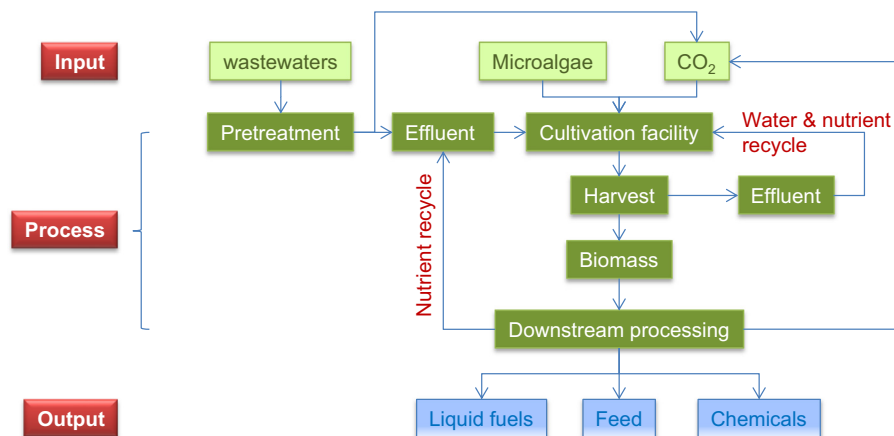 Input
wastewaters
Microalgae
CO₂
Pretreatment
Effluent
Cultivation facility
Water & nutrient
recycle
Harvest
Effluent
Process
Nutrient recycle
Biomass
Downstream processing
Output
Liquid fuels
Feed
Chemicals